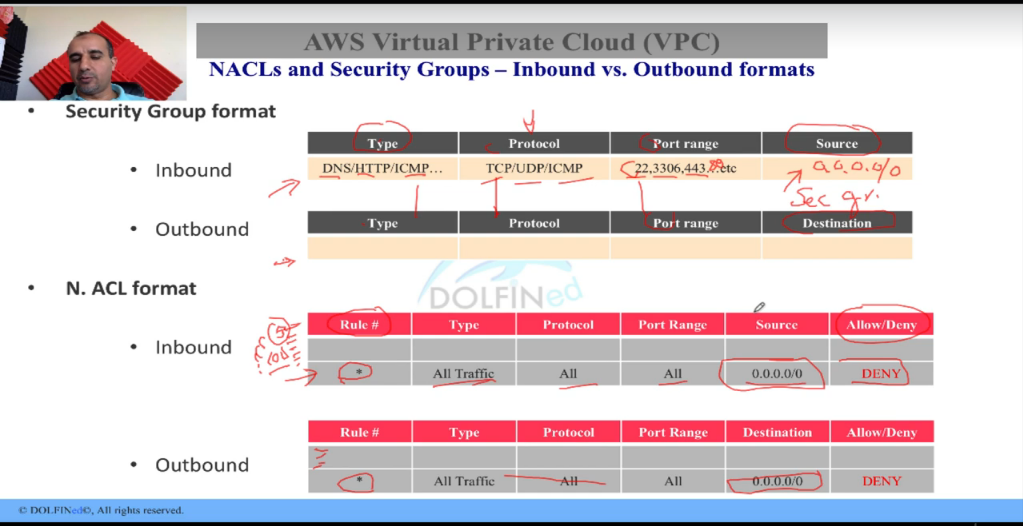 AWS Virtual Private Cloud (VPC)
NACLs and Security Groups – Inbound vs. Outbound formats
• Security Group format
Type Protocol Port range Source
• Inbound
DNS/HTTP/ICMP... TCP/UDP/ICMP 22,3306,443...etc 0.0.0.0/0
Sec gr.
• Outbound
Type Protocol Port range Destination
DOLFINed
• N. ACL format
Rule # Type Protocol Port Range Source Allow/Deny
50
• Inbound
100
* All Traffic All All 0.0.0.0/0 DENY
Rule # Type Protocol Port Range Destination Allow/Deny
• Outbound
* All Traffic All All 0.0.0.0/0 DENY
© DOLFINed©, All rights reserved.